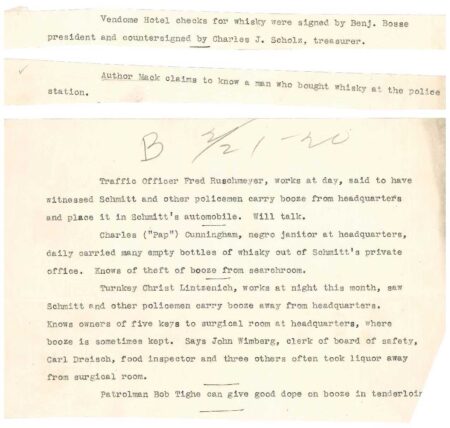 Vendome Hotel checks for whisky were signed by Benj. Bosse
president and countersigned by Charles J. Scholz, treasurer.
Author Mack claims to know a man who bought whisky at the police
station.
B 2/21-20
Traffic Officer Fred Ruschmeyer, works at day, said to have
witnessed Schmitt and other policemen carry booze from headquarters
and place it in Schmitt's automobile. Will talk.
Charles ("Pap") Cunningham, negro janitor at headquarters,
daily carried many empty bottles of whisky out of Schmitt's private
office. Knows of theft of booze from searchroom.
Turnkey Christ Lintzenich, works at night this month, saw
Schmitt and other policemen carry booze away from headquarters.
Knows owners of five keys to surgical room at headquarters, where
booze is sometimes kept. Says John Wimberg, clerk of board of safety,
Carl Dreisch, food inspector and three others often took liquor away
from surgical room.
Patrolman Bob Tighe can give good dope on booze in tenderloin